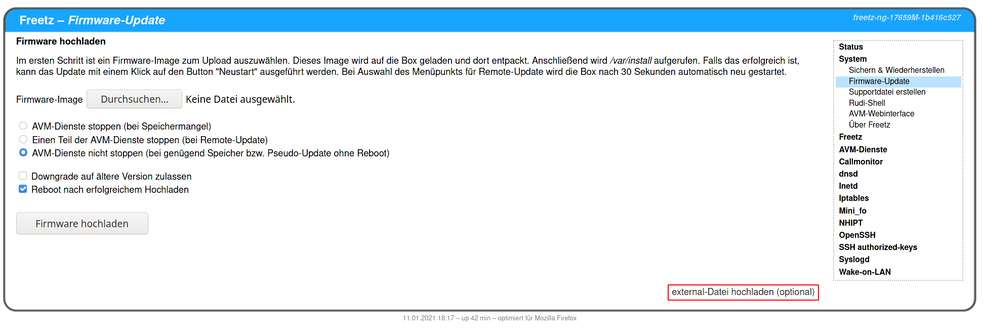 Freetz – Firmware-Update
freetz-ng-17659M-1b416c527
Firmware hochladen
Im ersten Schritt ist ein Firmware-Image zum Upload auszuwählen. Dieses Image wird auf die Box geladen und dort entpackt. Anschließend wird /var/install aufgerufen. Falls das erfolgreich ist,
kann das Update mit einem Klick auf den Button "Neustart" ausgeführt werden. Bei Auswahl des Menüpunkts für Remote-Update wird die Box nach 30 Sekunden automatisch neu gestartet.
Firmware-Image Durchsuchen... Keine Datei ausgewählt.
AVM-Dienste stoppen (bei Speichermangel)
Einen Teil der AVM-Dienste stoppen (bei Remote-Update)
AVM-Dienste nicht stoppen (bei genügend Speicher bzw. Pseudo-Update ohne Reboot)
Downgrade auf ältere Version zulassen
Reboot nach erfolgreichem Hochladen
Firmware hochladen
external-Datei hochladen (optional)
Status
System
Sichern & Wiederherstellen
Firmware-Update
Supportdatei erstellen
Rudi-Shell
AVM-Webinterface
Über Freetz
Freetz
AVM-Dienste
Callmonitor
dnsd
Inetd
Iptables
Mini_fo
NHIPT
OpenSSH
SSH authorized-keys
Syslogd
Wake-on-LAN
11.01.2021 18:17 – up 42 min – optimiert für Mozilla Firefox